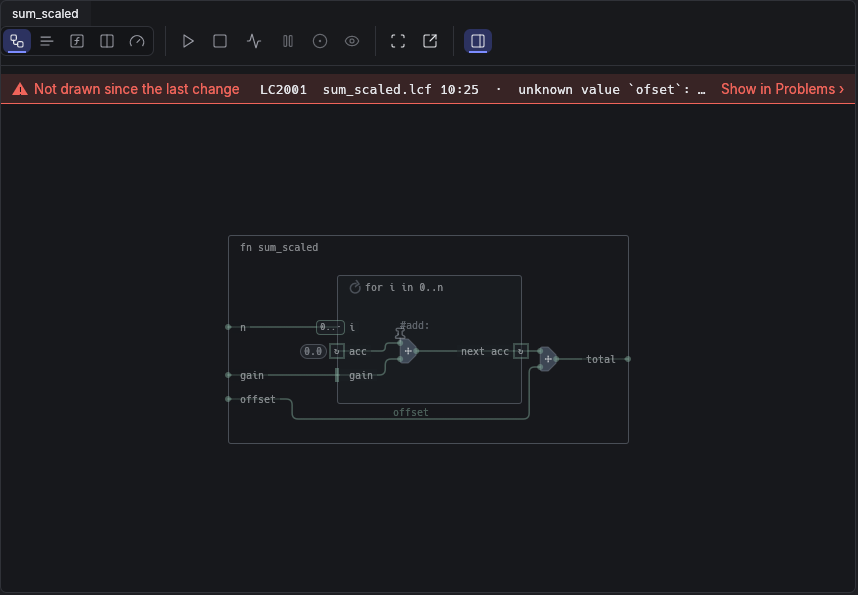 sum_scaled
Not drawn since the last change LC2001 sum_scaled.lcf 10:25 · unknown value `ofset`: … Show in Problems ›
fn sum_scaled
for i in 0..n
#add:
n 0.. i
0.0 ↻ acc + next acc ↻
+ total
gain gain
offset
offset